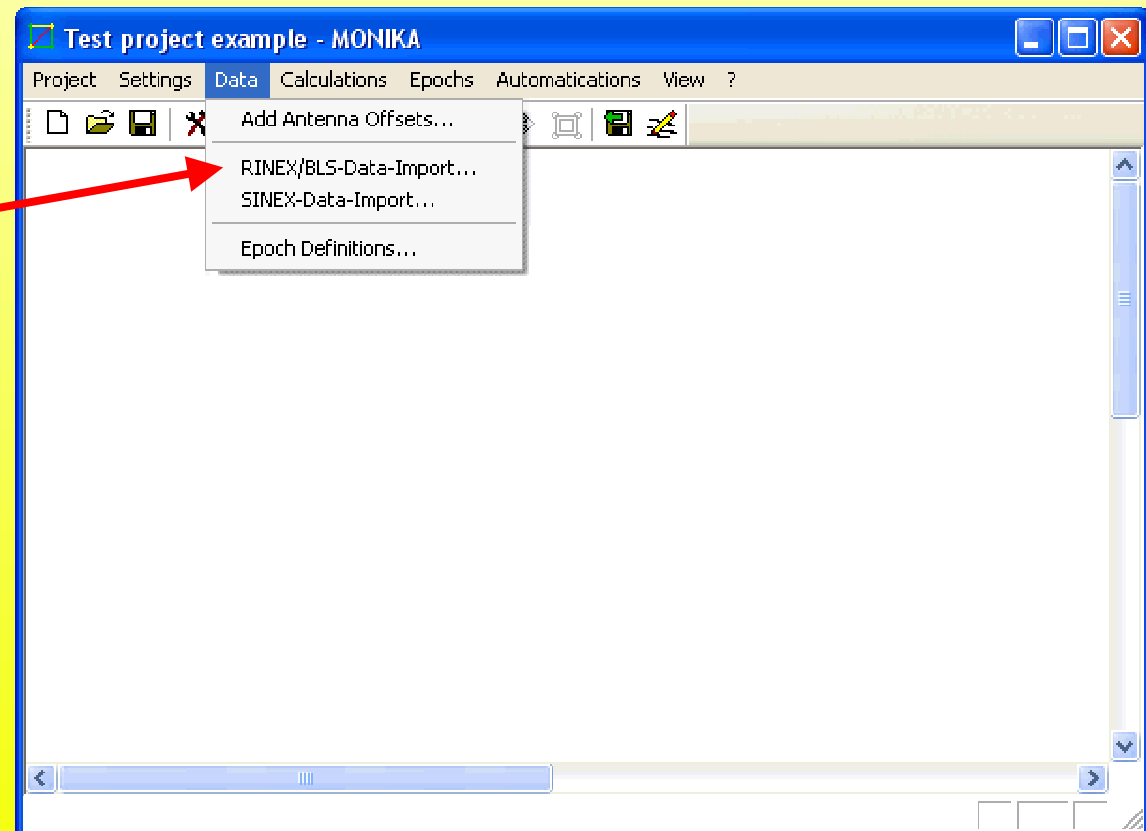 Test project example - MONIKA
Project Settings Data Calculations Epochs Automatications View ?
Add Antenna Offsets...
RINEX/BLS-Data-Import...
SINEX-Data-Import...
Epoch Definitions...